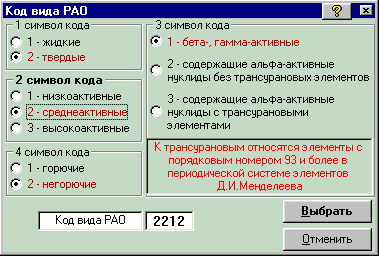 Код вида РАО
?
×
1 символ кода
1 - жидкие
2 - твердые
2 символ кода
1 - низкоактивные
2 - среднеактивные
3 - высокоактивные
4 символ кода
1 - горючие
2 - негорючие
3 символ кода
1 - бета-, гамма-активные
2 - содержащие альфа-активные
нуклиды без трансурановых элементов
3 - содержащие альфа-активные
нуклиды с трансурановыми
элементами
К трансурановым относятся элементы с
порядковым номером 93 и более в
периодической системе элементов
Д.И.Менделеева
Код вида РАО 2212
Выбрать
Отменить